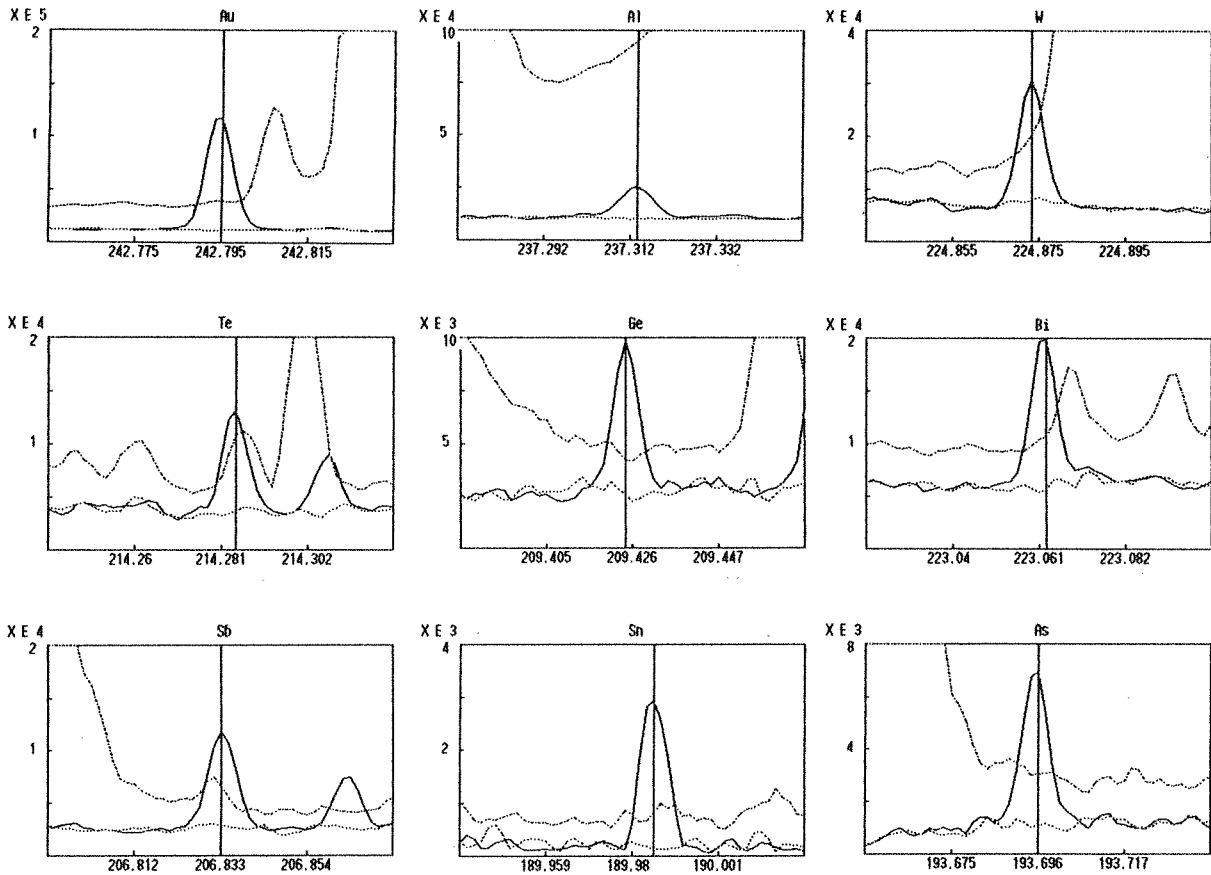 X E 5 Au
2
1
242.775 242.795 242.815
X E 4 Al
10
5
237.292 237.312 237.332
X E 4 W
4
2
224.855 224.875 224.895
X E 4 Te
2
1
214.26 214.281 214.302
X E 3 Ge
10
5
209.405 209.426 209.447
X E 4 Bi
2
1
223.04 223.061 223.082
X E 4 Sb
2
1
206.812 206.833 206.854
X E 3 Sn
4
2
189.959 189.98 190.001
X E 3 As
8
4
193.675 193.696 193.717